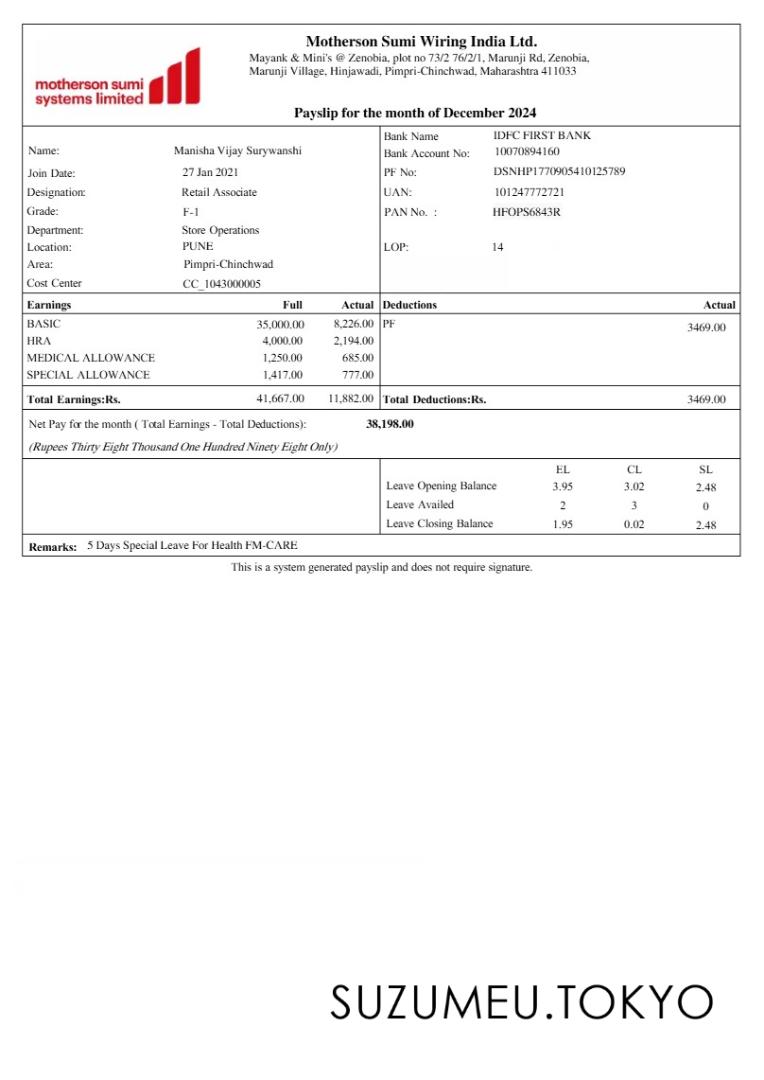 motherson sumi
systems limited
Motherson Sumi Wiring India Ltd.
Mayank & Mini's @ Zenobia, plot no 73/2 76/2/1, Marunji Rd, Zenobia,
Marunji Village, Hinjawadi, Pimpri-Chinchwad, Maharashtra 411033
Payslip for the month of December 2024
Name: Manisha Vijay Surywanshi
Join Date: 27 Jan 2021
Designation: Retail Associate
Grade: F-1
Department: Store Operations
Location: PUNE
Area: Pimpri-Chinchwad
Cost Center CC_1043000005
Bank Name IDFC FIRST BANK
Bank Account No: 10070894160
PF No: DSNHP1770905410125789
UAN: 101247772721
PAN No. : HFOPS6843R
LOP: 14
Earnings Full Actual Deductions Actual
BASIC 35,000.00 8,226.00 PF 3469.00
HRA 4,000.00 2,194.00
MEDICAL ALLOWANCE 1,250.00 685.00
SPECIAL ALLOWANCE 1,417.00 777.00
Total Earnings:Rs. 41,667.00 11,882.00 Total Deductions:Rs. 3469.00
Net Pay for the month ( Total Earnings - Total Deductions): 38,198.00
(Rupees Thirty Eight Thousand One Hundred Ninety Eight Only)
EL CL SL
Leave Opening Balance 3.95 3.02 2.48
Leave Availed 2 3 0
Leave Closing Balance 1.95 0.02 2.48
Remarks: 5 Days Special Leave For Health FM-CARE
This is a system generated payslip and does not require signature.
SUZUMEU.TOKYO